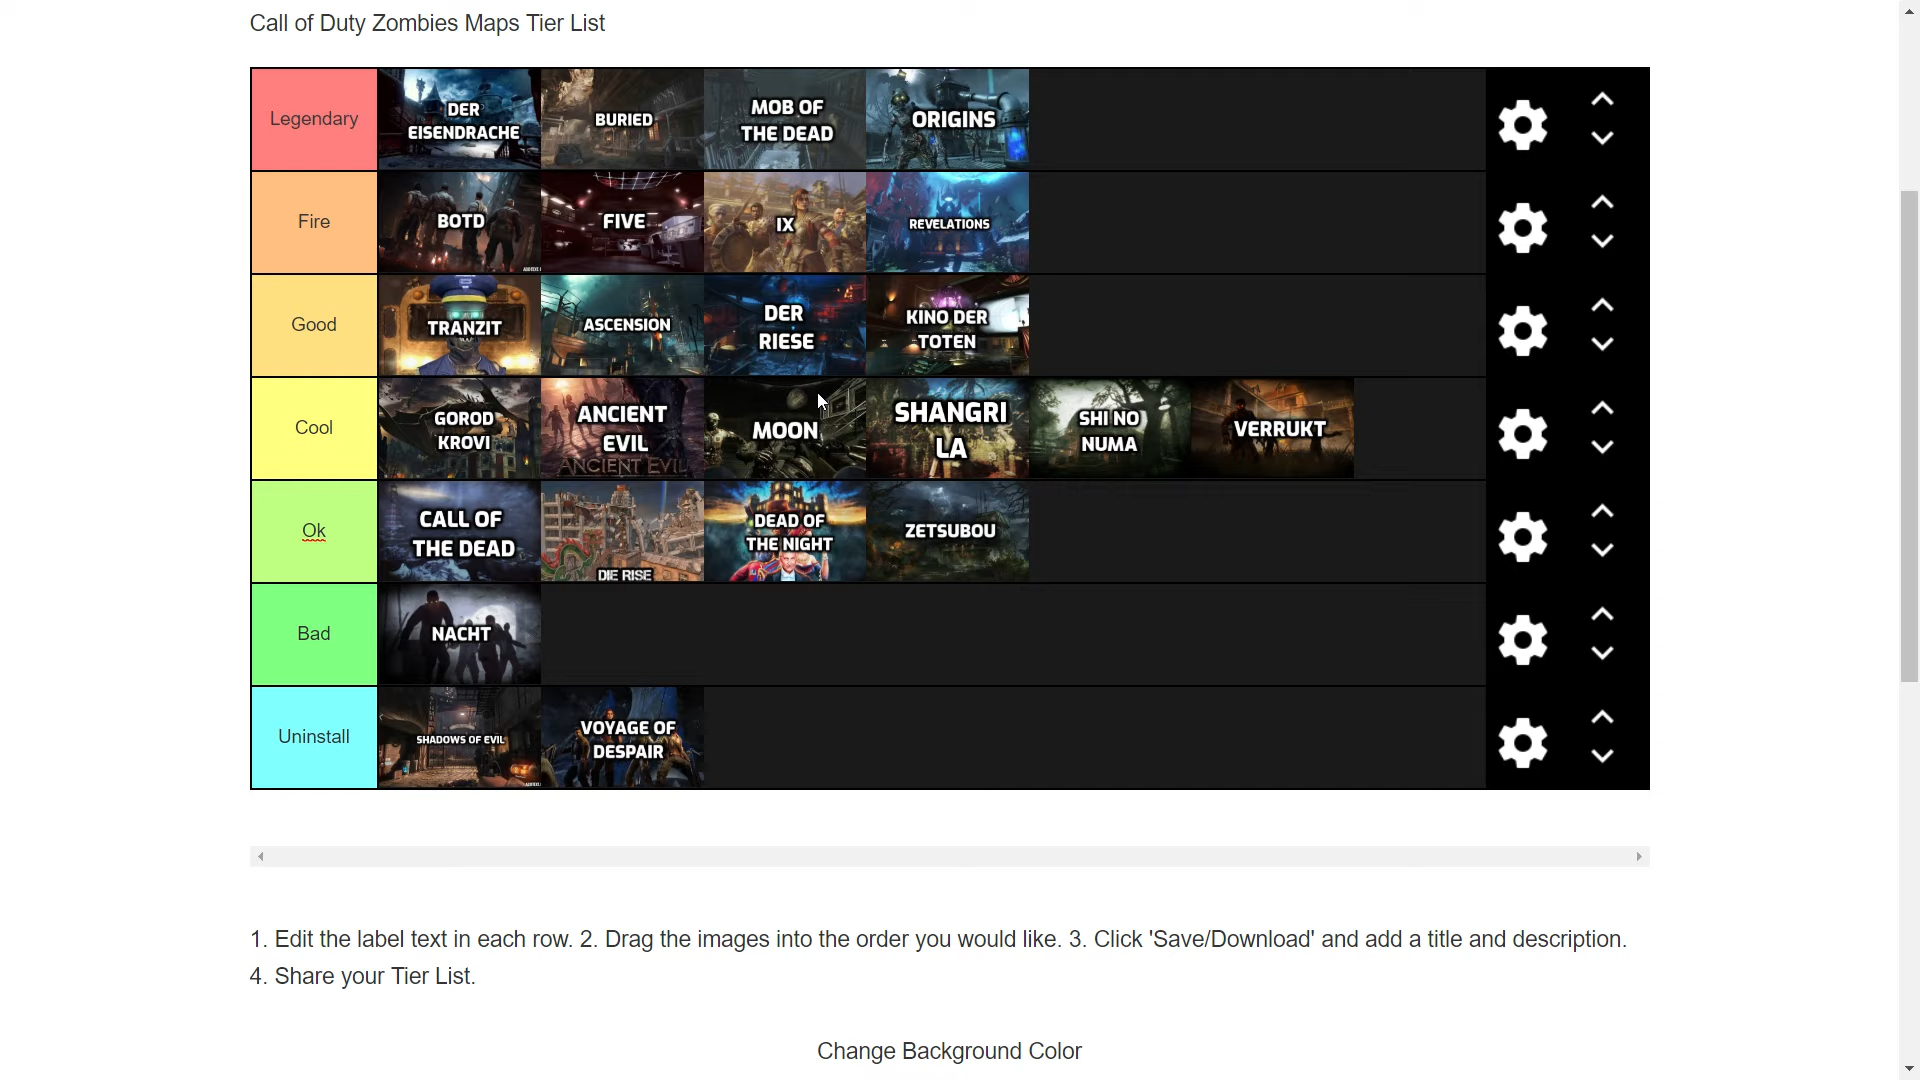 Call of Duty Zombies Maps Tier List
Legendary
DER
EISENDRACHE
BURIED
MOB OF
THE DEAD
ORIGINS
Fire
BOTD
FIVE
IX
REVELATIONS
Good
TRANZIT
ASCENSION
DER
RIESE
KINO DER
TOTEN
Cool
GOROD
KROVI
ANCIENT
EVIL
ANCIENT EVIL
MOON
SHANGRI
LA
SHI NO
NUMA
VERRUKT
Ok
CALL OF
THE DEAD
DIE RISE
DEAD OF
THE NIGHT
ZETSUBOU
Bad
NACHT
Uninstall
SHADOWS OF EVIL
VOYAGE OF
DESPAIR
1. Edit the label text in each row. 2. Drag the images into the order you would like. 3. Click 'Save/Download' and add a title and description.
4. Share your Tier List.
Change Background Color